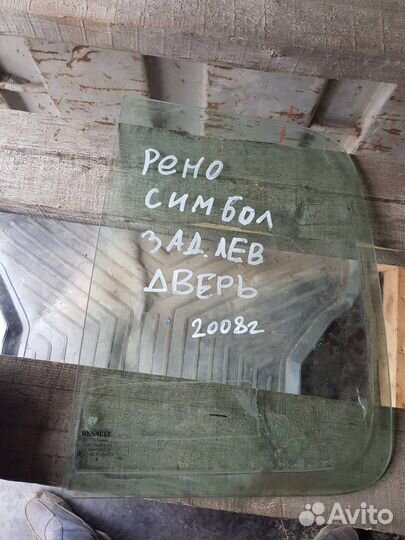 РЕНО
СИМБОЛ
ЗАД. ЛЕВ
ДВЕРЬ
2008г
RENAULT
Avito